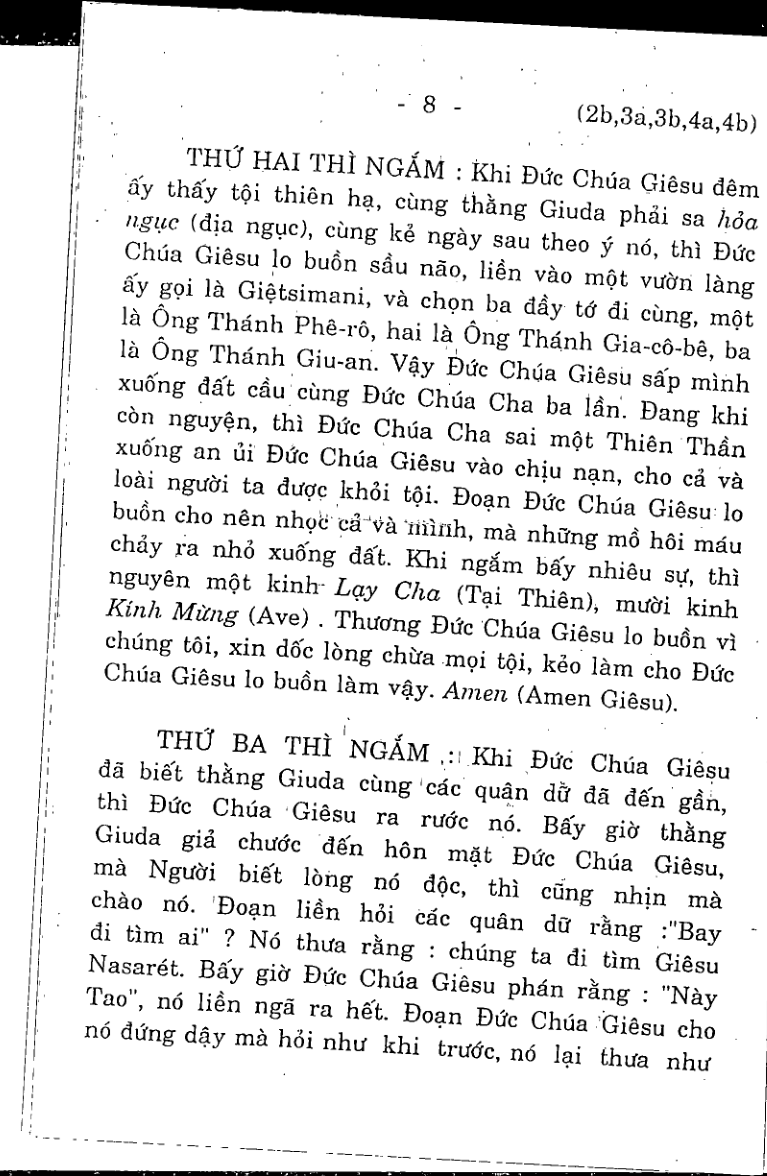 - 8 -
(2b,3a,3b,4a,4b)
THỨ HAI THÌ NGẮM : Khi Đức Chúa Giêsu đêm
ấy thấy tội thiên hạ, cùng thằng Giuda phải sa hỏa
ngục (địa ngục), cùng kẻ ngày sau theo ý nó, thì Đức
Chúa Giêsu lo buồn sầu não, liền vào một vườn làng
ấy gọi là Giệtsimani, và chọn ba đầy tớ đi cùng, một
là Ông Thánh Phê-rô, hai là Ông Thánh Gia-cô-bê, ba
là Ông Thánh Giu-an. Vậy Đức Chúa Giêsu sấp mình
xuống đất cầu cùng Đức Chúa Cha ba lần. Đang khi
còn nguyện, thì Đức Chúa Cha sai một Thiên Thần
xuống an ủi Đức Chúa Giêsu vào chịu nạn, cho cả và
loài người ta được khỏi tội. Đoạn Đức Chúa Giêsu lo
buồn cho nên nhọc cả và mình, mà những mồ hôi máu
chảy ra nhỏ xuống đất. Khi ngắm bấy nhiêu sự, thì
nguyên một kinh Lạy Cha (Tại Thiên), mười kinh
Kính Mừng (Ave) . Thương Đức Chúa Giêsu lo buồn vì
chúng tôi, xin dốc lòng chừa mọi tội, kẻo làm cho Đức
Chúa Giêsu lo buồn làm vậy. Amen (Amen Giêsu).
THỨ BA THÌ NGẮM : Khi Đức Chúa Giêsu
đã biết thằng Giuda cùng các quân dữ đã đến gần,
thì Đức Chúa Giêsu ra rước nó. Bấy giờ thằng
Giuda giả chước đến hôn mặt Đức Chúa Giêsu,
mà Người biết lòng nó độc, thì cũng nhịn mà
chào nó. Đoạn liền hỏi các quân dữ rằng :"Bay
đi tìm ai" ? Nó thưa rằng : chúng ta đi tìm Giêsu
Nasarét. Bấy giờ Đức Chúa Giêsu phán rằng : "Này
Tao", nó liền ngã ra hết. Đoạn Đức Chúa Giêsu cho
nó đứng dậy mà hỏi như khi trước, nó lại thưa như